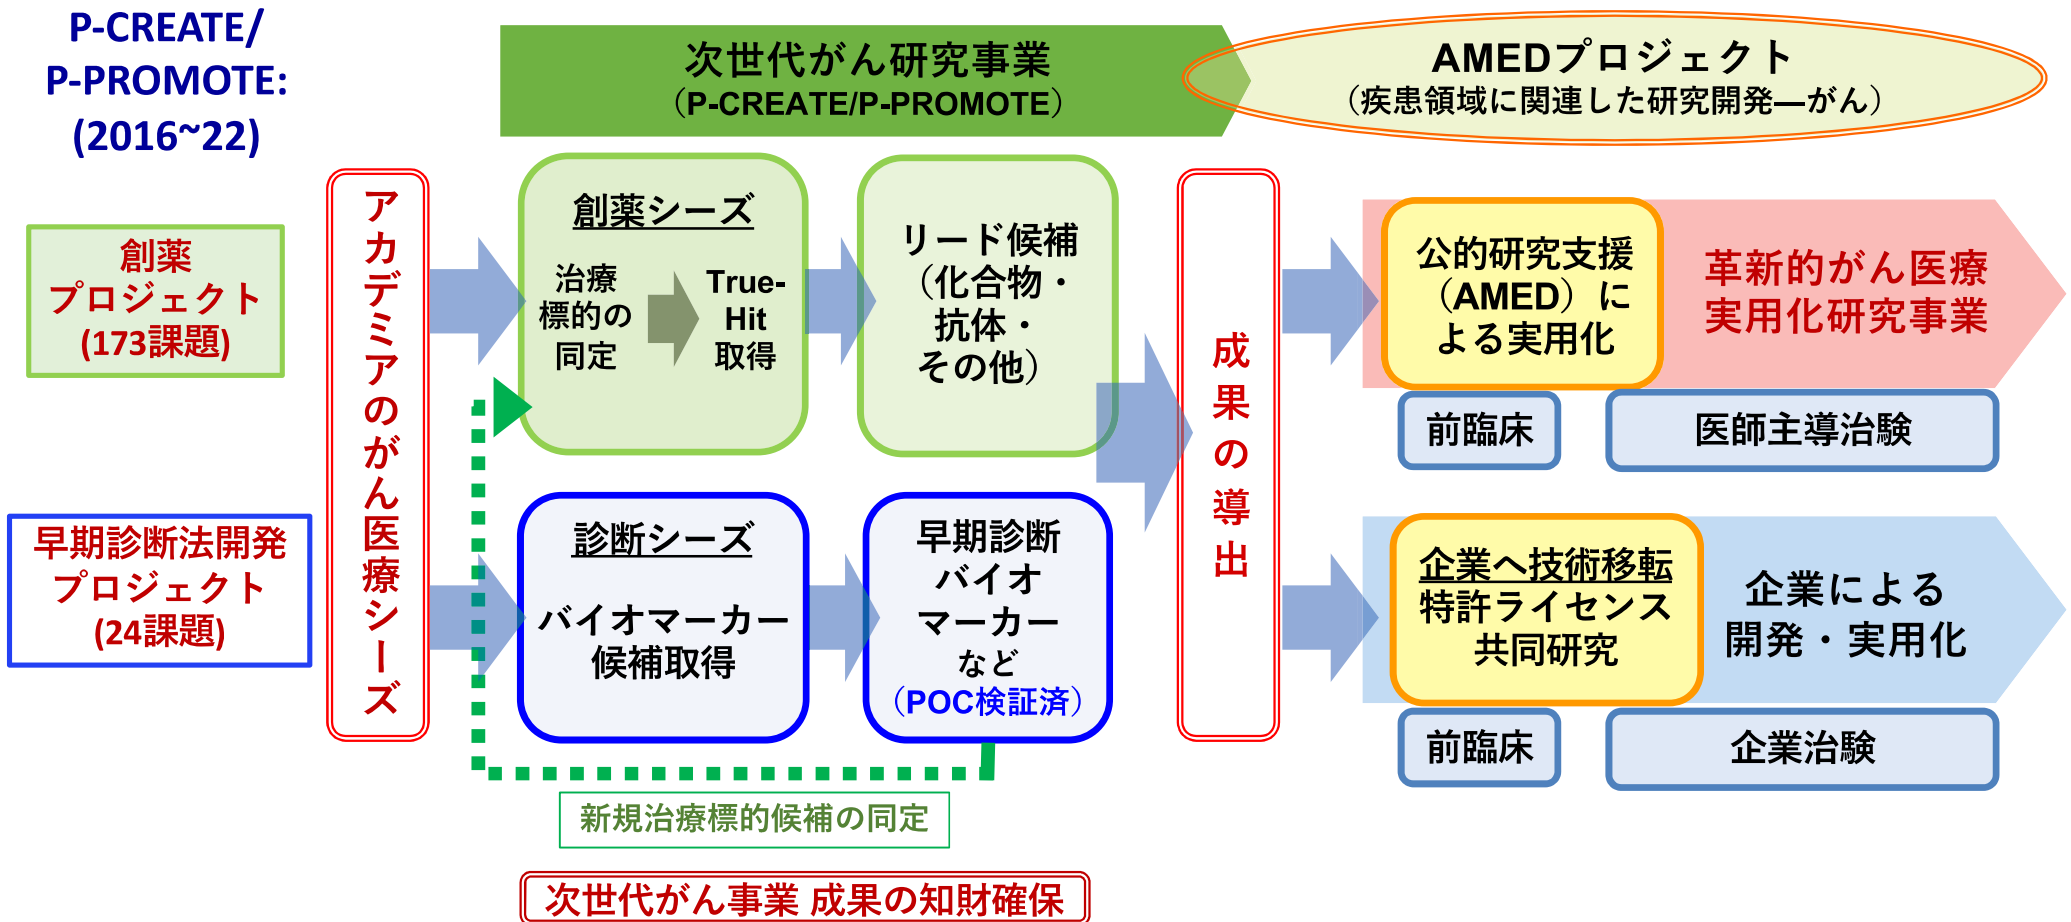 P-CREATE/
P-PROMOTE:
(2016~22)
次世代がん研究事業
（P-CREATE/P-PROMOTE）
AMEDプロジェクト
（疾患領域に関連した研究開発―がん）
創薬
プロジェクト
(173課題)
早期診断法開発
プロジェクト
(24課題)
アカデミアのがん医療シーズ
創薬シーズ
治療
標的の
同定
True-
Hit
取得
リード候補
（化合物・
抗体・
その他）
診断シーズ
バイオマーカー
候補取得
早期診断
バイオ
マーカー
など
（POC検証済）
新規治療標的候補の同定
次世代がん事業 成果の知財確保
成果の導出
公的研究支援
（AMED）に
よる実用化
革新的がん医療
実用化研究事業
前臨床
医師主導治験
企業へ技術移転
特許ライセンス
共同研究
企業による
開発・実用化
前臨床
企業治験